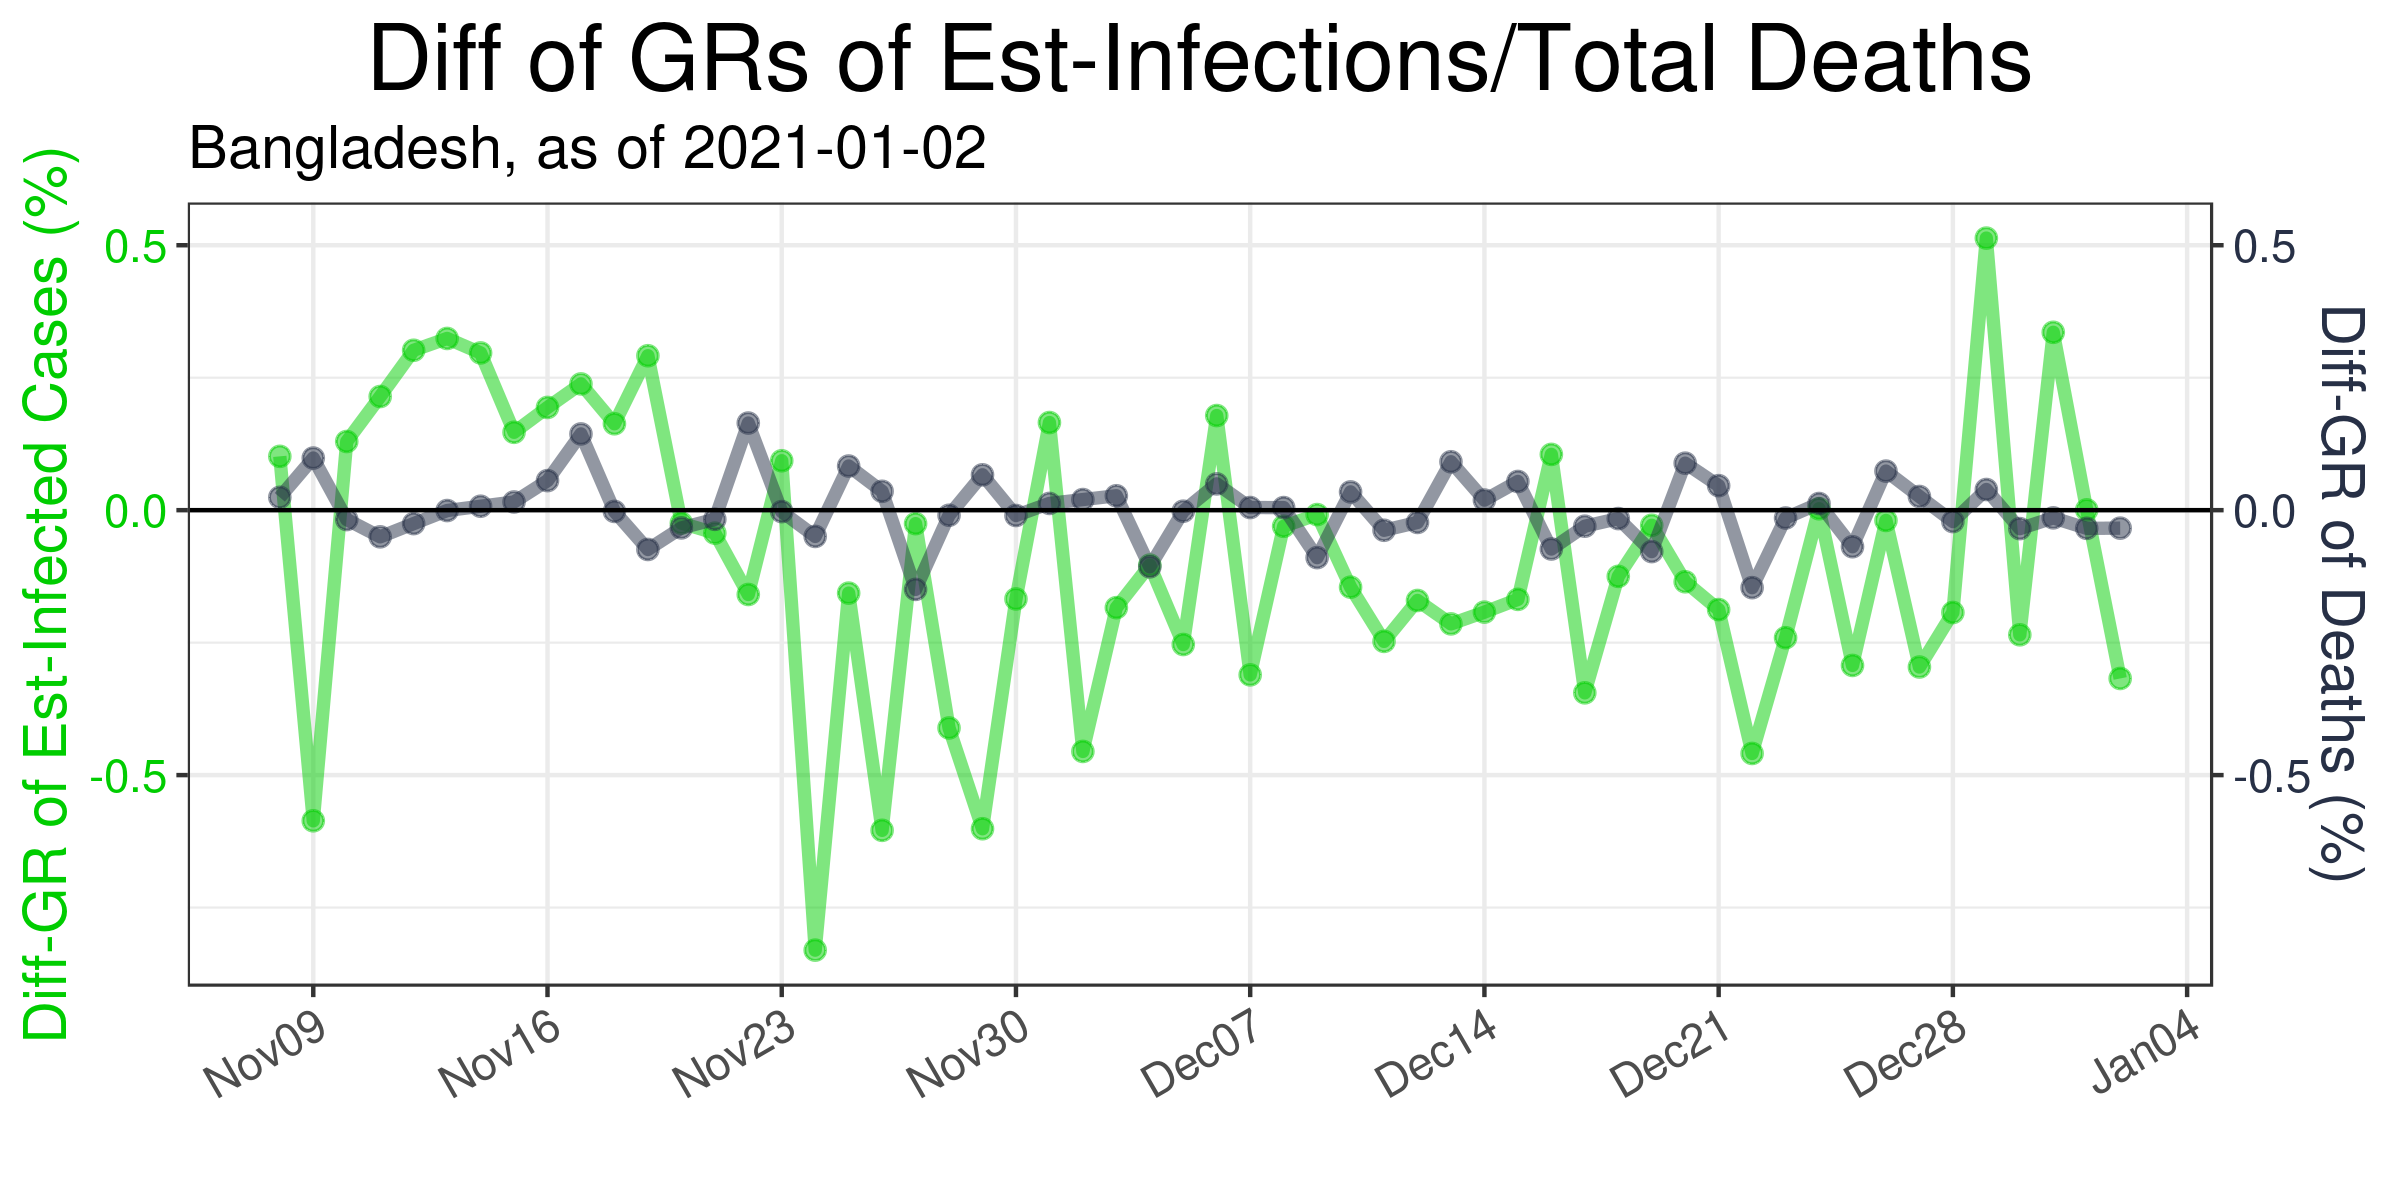 Diff of GRs of Est-Infections/Total Deaths
Bangladesh, as of 2021-01-02
Diff-GR of Est-Infected Cases (%)
0.5
0.0
-0.5
0.5
0.0
-0.5
Diff-GR of Deaths (%)
Nov09
Nov16
Nov23
Nov30
Dec07
Dec14
Dec21
Dec28
Jan04